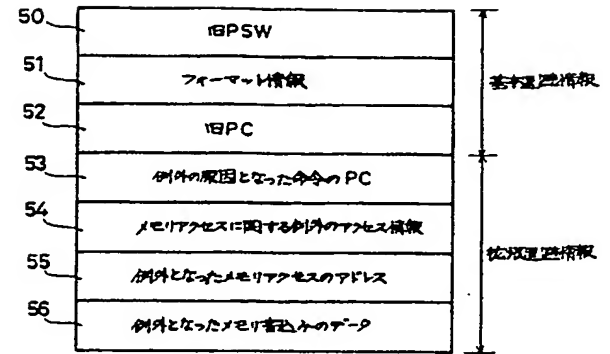 50 旧PSW
51 フォーマット情報 基本退避情報
52 旧PC
53 例外の原因となった命令のPC
54 メモリアクセスに関する例外のアクセス情報
55 例外となったメモリアクセスのアドレス 拡張退避情報
56 例外となったメモリ書込みのデータ